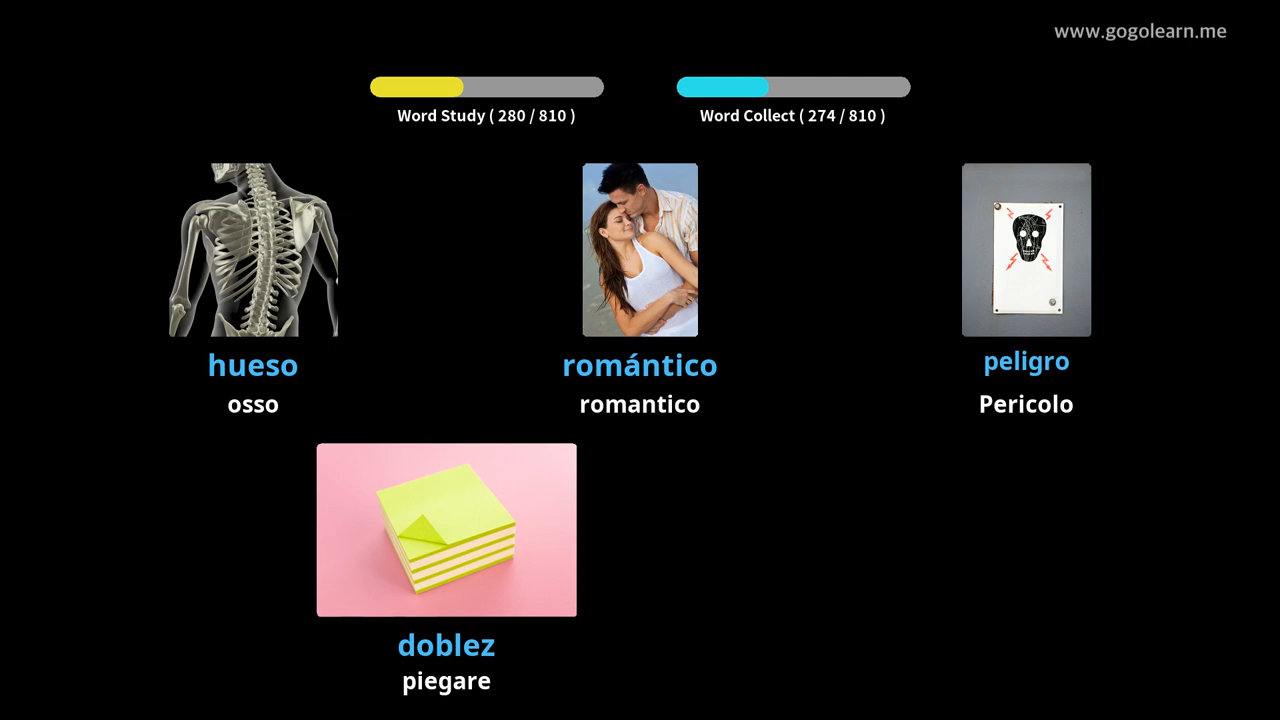 www.gogolearn.me
Word Study ( 280 / 810 )
Word Collect ( 274 / 810 )
hueso
romántico
peligro
osso
romantico
Pericolo
doblez
piegare